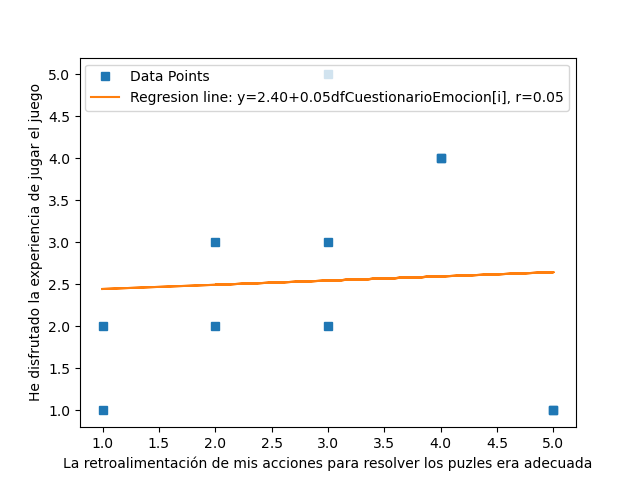 5.0
4.5
4.0
3.5
3.0
2.5
2.0
1.5
1.0
He disfrutado la experiencia de jugar el juego
Data Points
Regresion line: y=2.40+0.05dfCuestionarioEmocion[i], r=0.05
1.0 1.5 2.0 2.5 3.0 3.5 4.0 4.5 5.0
La retroalimentación de mis acciones para resolver los puzles era adecuada